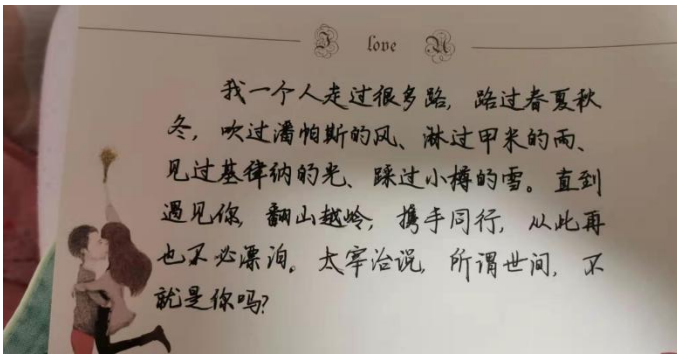 I love U
我一个人走过很多路，路过春夏秋
冬，吹过潘帕斯的风、淋过甲米的雨、
见过基律纳的光、踩过小樽的雪。直到
遇见你，翻山越岭，携手同行，从此再
也不必漂泊。太宰治说，所谓世间，不
就是你吗？